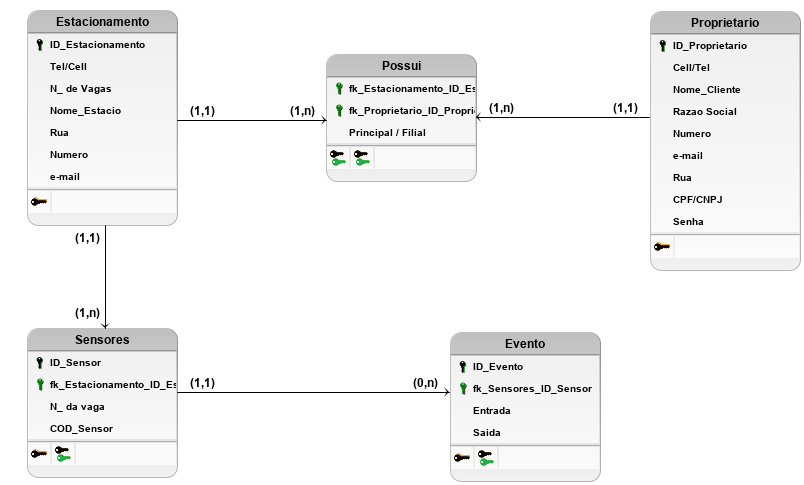 Estacionamento
ID_Estacionamento
Tel/Cell
N_ de Vagas
Nome_Estacio
Rua
Numero
e-mail
(1,1)
(1,n)
Possui
fk_Estacionamento_ID_Es
fk_Proprietario_ID_Proprie
Principal / Filial
(1,n)
(1,1)
Proprietario
ID_Proprietario
Cell/Tel
Nome_Cliente
Razao Social
Numero
e-mail
Rua
CPF/CNPJ
Senha
(1,1)
(1,n)
Sensores
ID_Sensor
fk_Estacionamento_ID_Es
N_ da vaga
COD_Sensor
(1,1)
(0,n)
Evento
ID_Evento
fk_Sensores_ID_Sensor
Entrada
Saida